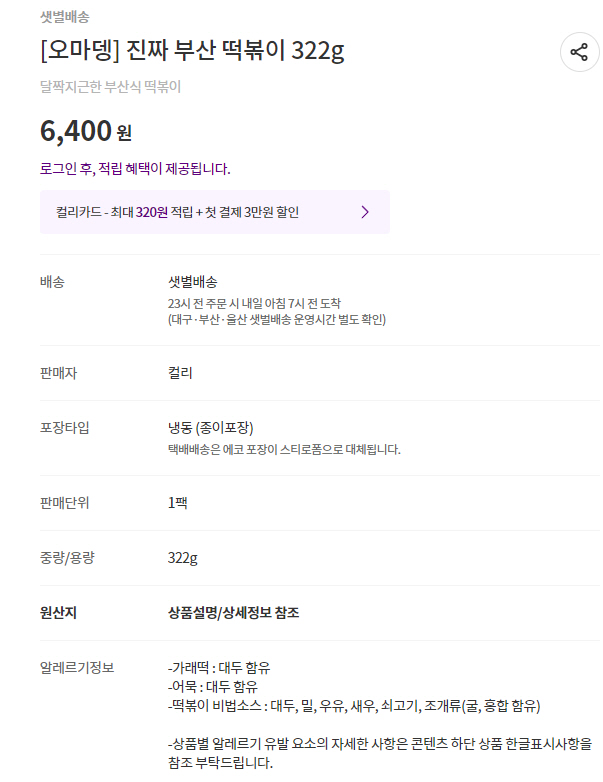 샛별배송
[오마뎅] 진짜 부산 떡볶이 322g
달짝지근한 부산식 떡볶이
6,400 원
로그인 후, 적립 혜택이 제공됩니다.
컬리카드 - 최대 320원 적립 + 첫 결제 3만원 할인
배송 샛별배송
23시 전 주문 시 내일 아침 7시 전 도착
(대구·부산·울산 샛별배송 운영시간 별도 확인)
판매자 컬리
포장타입 냉동 (종이포장)
택배배송은 에코 포장이 스티로폼으로 대체됩니다.
판매단위 1팩
중량/용량 322g
원산지 상품설명/상세정보 참조
알레르기정보 -가래떡 : 대두 함유
-어묵 : 대두 함유
-떡볶이 비법소스 : 대두, 밀, 우유, 새우, 쇠고기, 조개류(굴, 홍합 함유)
-상품별 알레르기 유발 요소의 자세한 사항은 콘텐츠 하단 상품 한글표시사항을
참조 부탁드립니다.